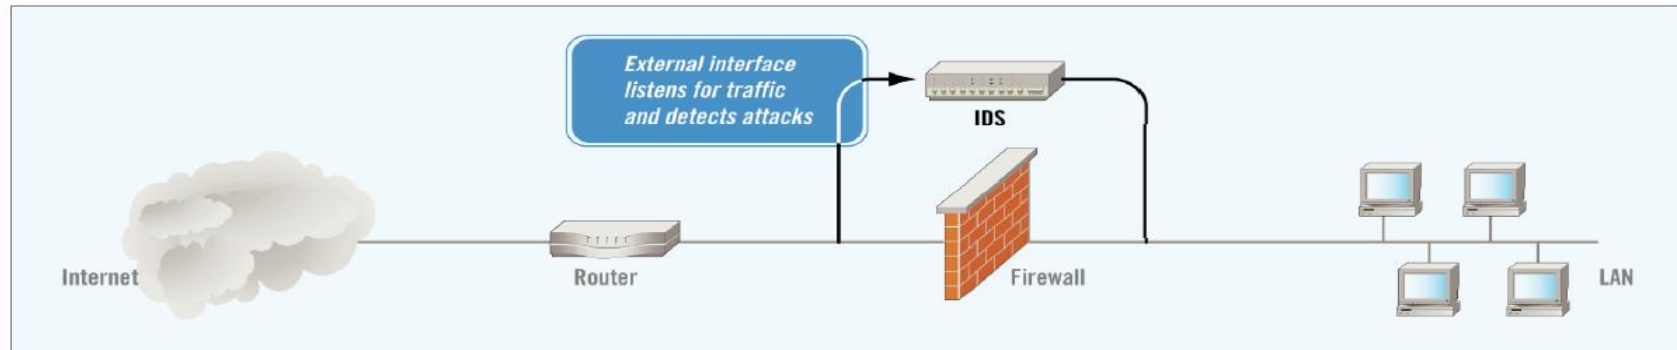 External interface
listens for traffic
and detects attacks
IDS
Internet
Router
Firewall
LAN